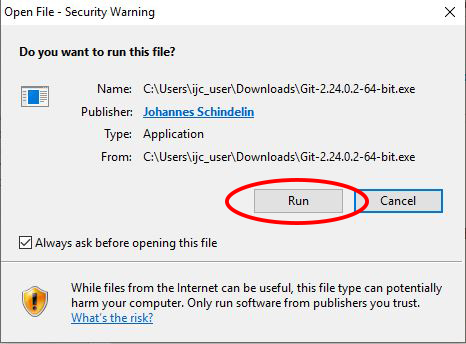 Open File - Security Warning
Do you want to run this file?
Name: C:\Users\ijc_user\Downloads\Git-2.24.0.2-64-bit.exe
Publisher: Johannes Schindelin
Type: Application
From: C:\Users\ijc_user\Downloads\Git-2.24.0.2-64-bit.exe
Run Cancel
Always ask before opening this file
While files from the Internet can be useful, this file type can potentially
harm your computer. Only run software from publishers you trust.
What's the risk?